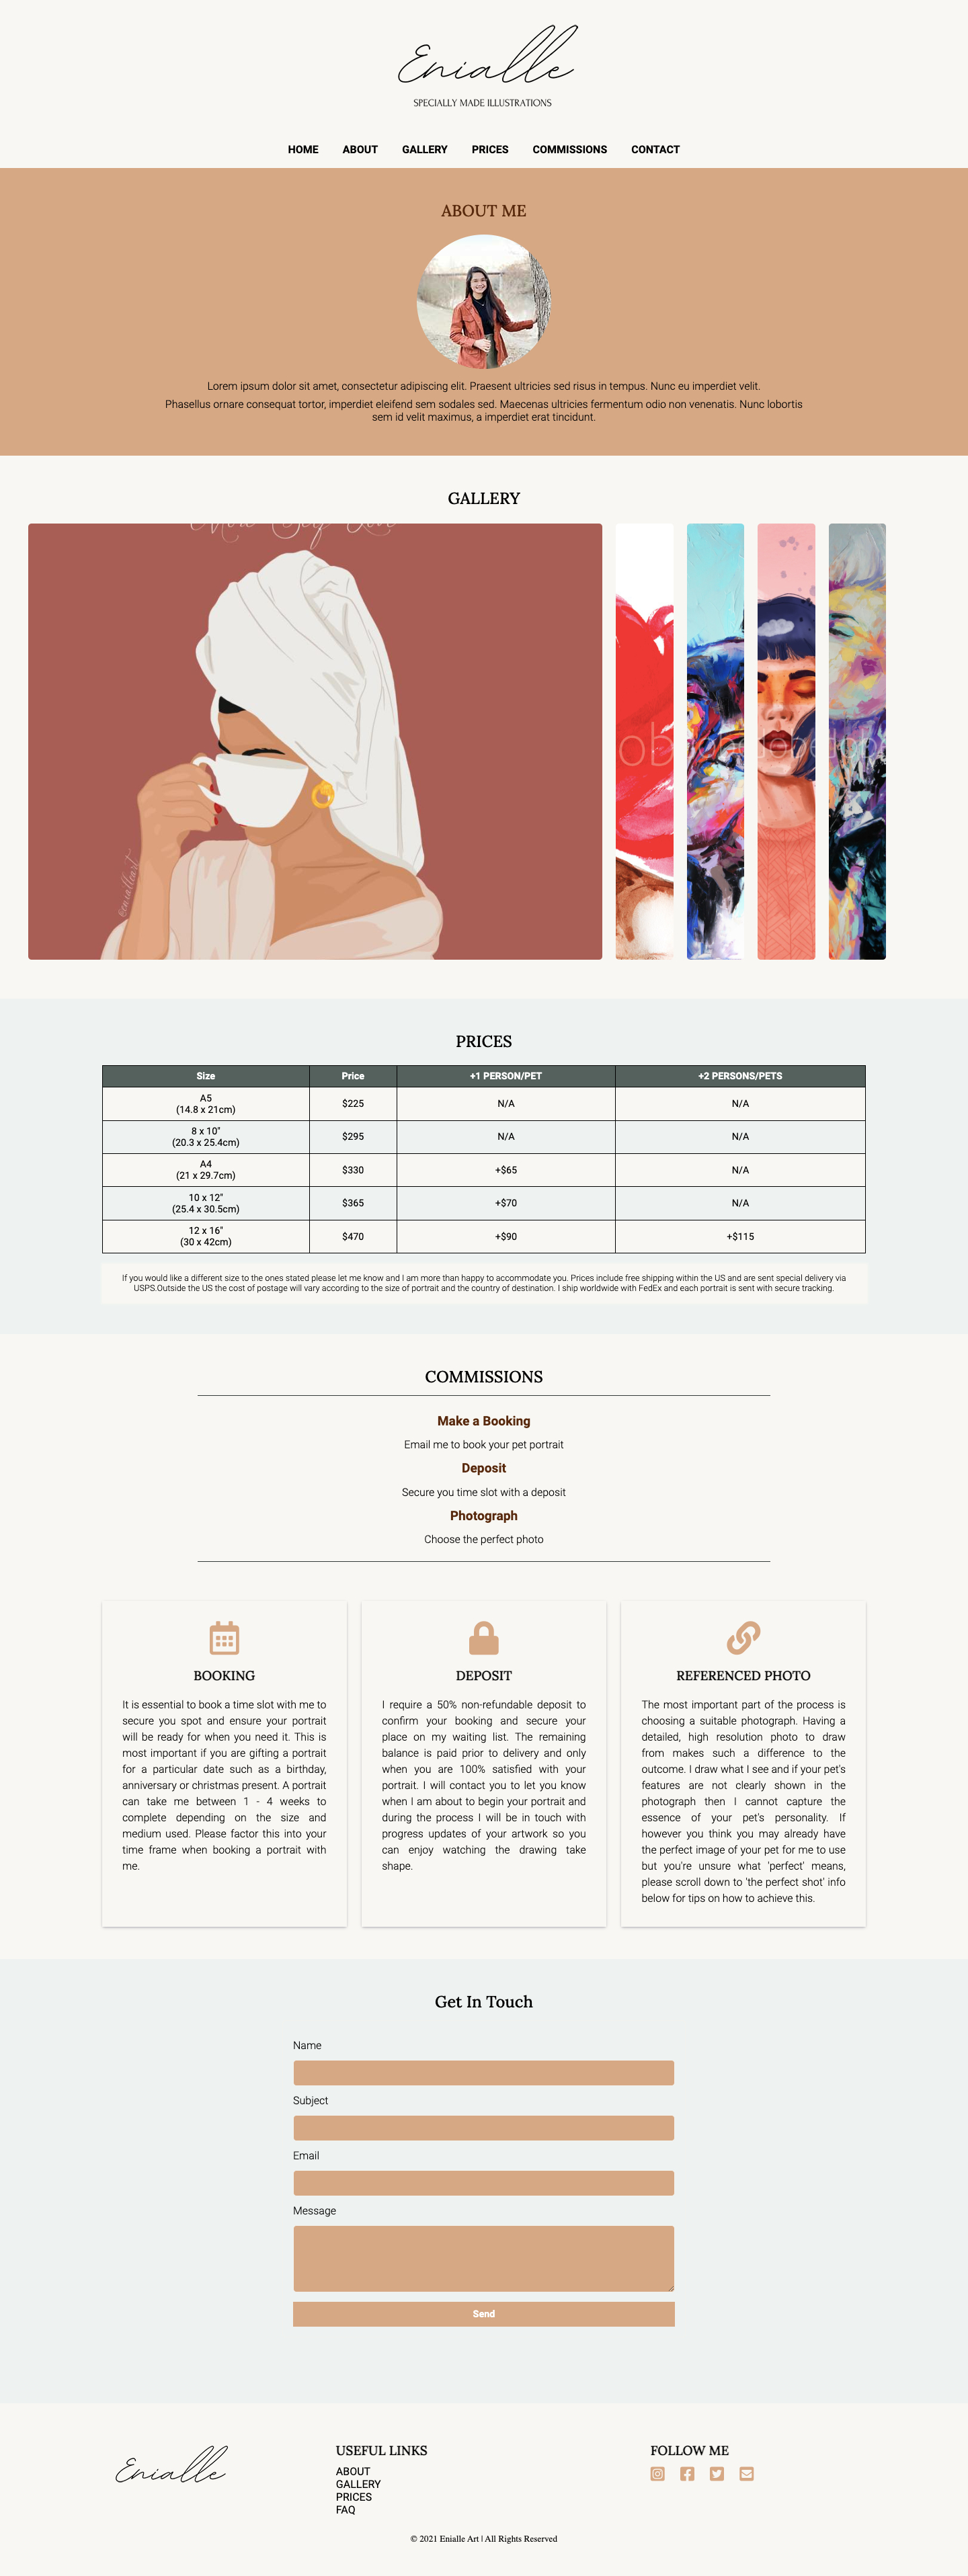 Enialle
SPECIALLY MADE ILLUSTRATIONS
HOME ABOUT GALLERY PRICES COMMISSIONS CONTACT
ABOUT ME
Lorem ipsum dolor sit amet, consectetur adipiscing elit. Praesent ultricies sed risus in tempus. Nunc eu imperdiet velit.
Phasellus ornare consequat tortor, imperdiet eleifend sem sodales sed. Maecenas ultricies fermentum odio non venenatis. Nunc lobortis
sem id velit maximus, a imperdiet erat tincidunt.
GALLERY
More Self Love
@enialleart
PRICES
Size Price +1 PERSON/PET +2 PERSONS/PETS
A5
(14.8 x 21cm) $225 N/A N/A
8 x 10"
(20.3 x 25.4cm) $295 N/A N/A
A4
(21 x 29.7cm) $330 +$65 N/A
10 x 12"
(25.4 x 30.5cm) $365 +$70 N/A
12 x 16"
(30 x 42cm) $470 +$90 +$115
If you would like a different size to the ones stated please let me know and I am more than happy to accommodate you. Prices include free shipping within the US and are sent special delivery via
USPS.Outside the US the cost of postage will vary according to the size of portrait and the country of destination. I ship worldwide with FedEx and each portrait is sent with secure tracking.
COMMISSIONS
Make a Booking
Email me to book your pet portrait
Deposit
Secure you time slot with a deposit
Photograph
Choose the perfect photo
BOOKING
It is essential to book a time slot with me to
secure you spot and ensure your portrait
will be ready for when you need it. This is
most important if you are gifting a portrait
for a particular date such as a birthday,
anniversary or christmas present. A portrait
can take me between 1 - 4 weeks to
complete depending on the size and
medium used. Please factor this into your
time frame when booking a portrait with
me.
DEPOSIT
I require a 50% non-refundable deposit to
confirm your booking and secure your
place on my waiting list. The remaining
balance is paid prior to delivery and only
when you are 100% satisfied with your
portrait. I will contact you to let you know
when I am about to begin your portrait and
during the process I will be in touch with
progress updates of your artwork so you
can enjoy watching the drawing take
shape.
REFERENCED PHOTO
The most important part of the process is
choosing a suitable photograph. Having a
detailed, high resolution photo to draw
from makes such a difference to the
outcome. I draw what I see and if your pet's
features are not clearly shown in the
photograph then I cannot capture the
essence of your pet's personality. If
however you think you may already have
the perfect image of your pet for me to use
but you're unsure what 'perfect' means,
please scroll down to 'the perfect shot' info
below for tips on how to achieve this.
Get In Touch
Name
Subject
Email
Message
Send
Enialle
USEFUL LINKS
ABOUT
GALLERY
PRICES
FAQ
FOLLOW ME
© 2021 Enialle Art | All Rights Reserved